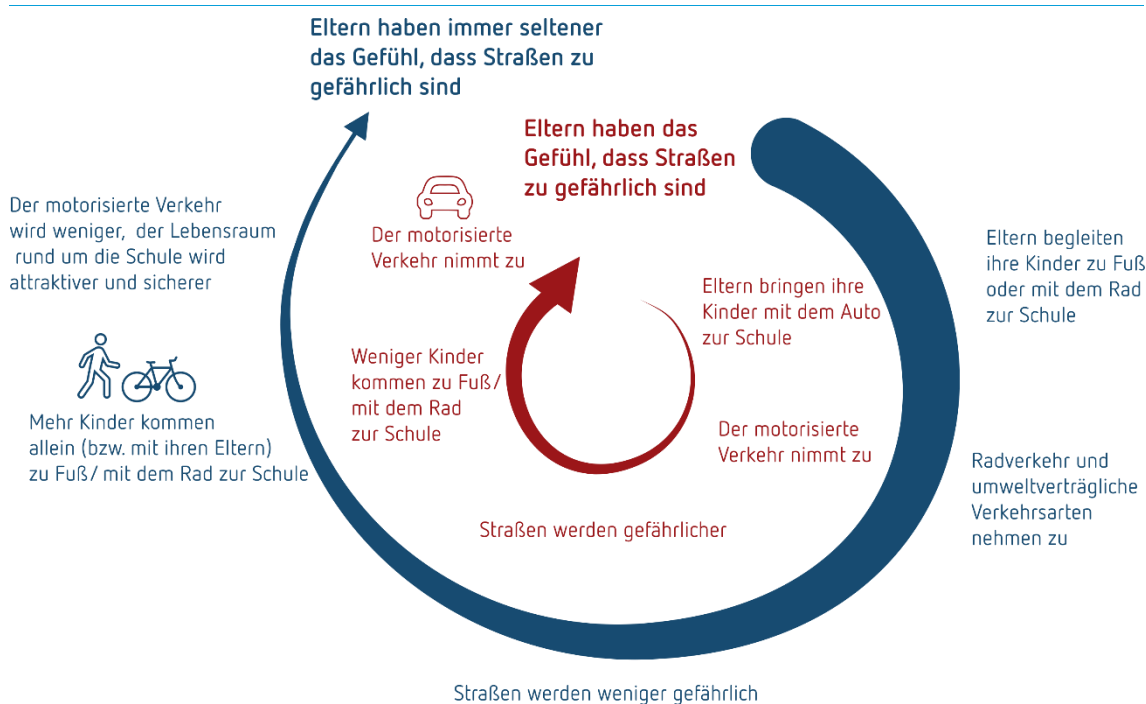 Eltern haben immer seltener
das Gefühl, dass Straßen zu
gefährlich sind
Eltern haben das
Gefühl, dass Straßen
zu gefährlich sind
Der motorisierte Verkehr
wird weniger, der Lebensraum
rund um die Schule wird
attraktiver und sicherer
Der motorisierte
Verkehr nimmt zu
Eltern begleiten
ihre Kinder zu Fuß
oder mit dem Rad
zur Schule
Eltern bringen ihre
Kinder mit dem Auto
zur Schule
Weniger Kinder
kommen zu Fuß/
mit dem Rad
zur Schule
Mehr Kinder kommen
allein (bzw. mit ihren Eltern)
zu Fuß/ mit dem Rad zur Schule
Der motorisierte
Verkehr nimmt zu
Radverkehr und
umweltverträgliche
Verkehrsarten
nehmen zu
Straßen werden gefährlicher
Straßen werden weniger gefährlich